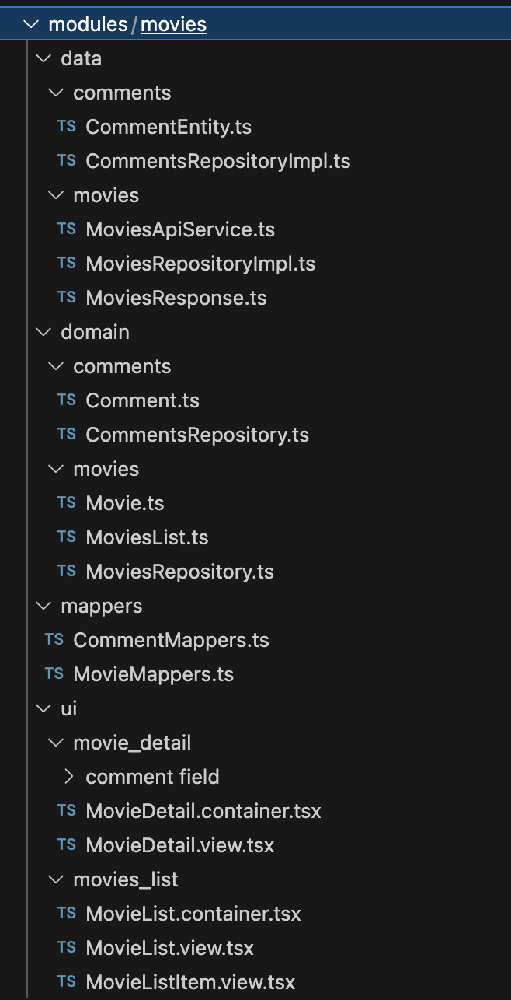 modules / movies
data
comments
TS CommentEntity.ts
TS CommentsRepositoryImpl.ts
movies
TS MoviesApiService.ts
TS MoviesRepositoryImpl.ts
TS MoviesResponse.ts
domain
comments
TS Comment.ts
TS CommentsRepository.ts
movies
TS Movie.ts
TS MoviesList.ts
TS MoviesRepository.ts
mappers
TS CommentMappers.ts
TS MovieMappers.ts
ui
movie_detail
comment field
TS MovieDetail.container.tsx
TS MovieDetail.view.tsx
movies_list
TS MovieList.container.tsx
TS MovieList.view.tsx
TS MovieListItem.view.tsx